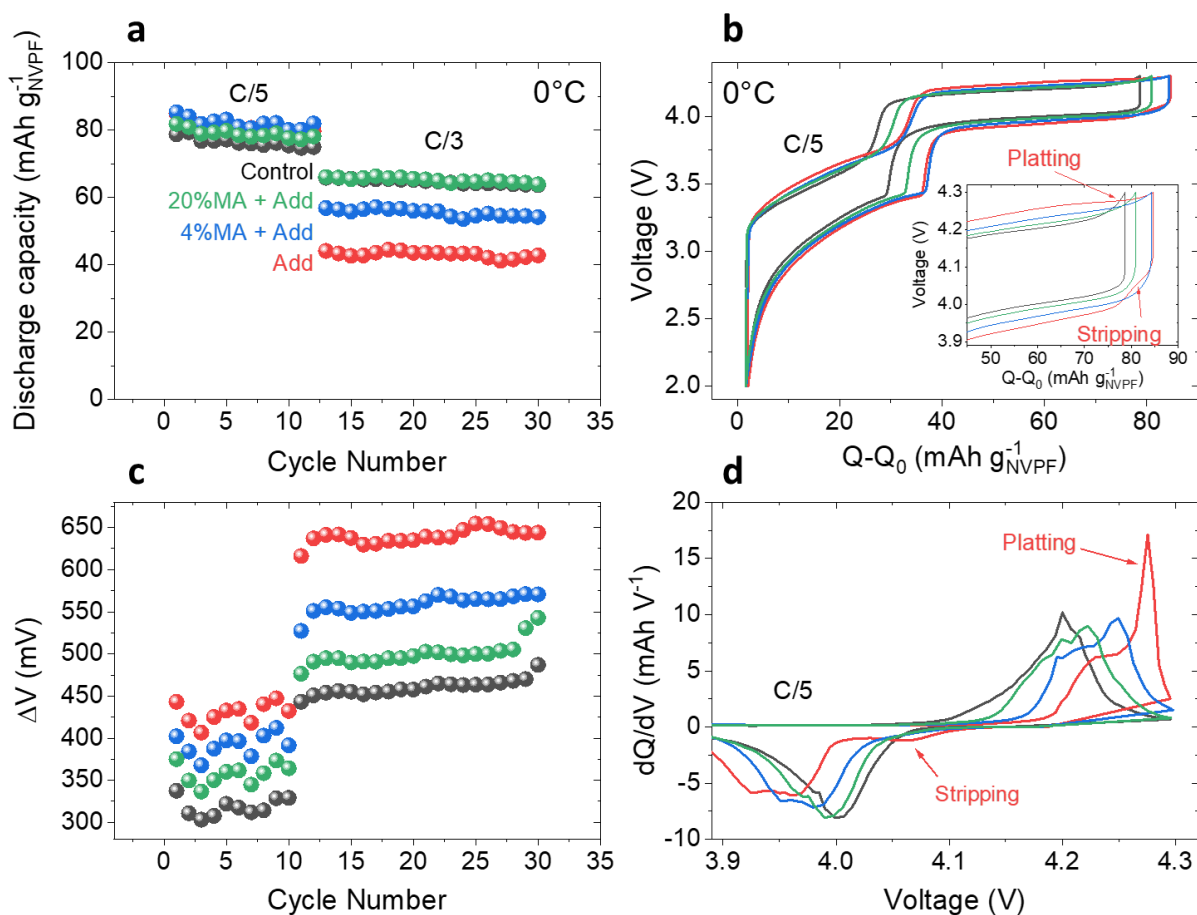 a
Discharge capacity (mAh g⁻¹NVPF)
100
80
60
40
20
0
C/5
0°C
C/3
Control
20%MA + Add
4%MA + Add
Add
0 5 10 15 20 25 30 35
Cycle Number
b
Voltage (V)
4.0
3.5
3.0
2.5
2.0
0°C
C/5
Platting
Voltage (V)
4.3
4.2
4.1
4.0
3.9
Stripping
50 60 70 80 90
Q-Q₀ (mAh g⁻¹NVPF)
0 20 40 60 80
Q-Q₀ (mAh g⁻¹NVPF)
c
ΔV (mV)
650
600
550
500
450
400
350
300
0 5 10 15 20 25 30 35
Cycle Number
d
dQ/dV (mAh V⁻¹)
20
15
10
5
0
-5
-10
Platting
C/5
Stripping
3.9 4.0 4.1 4.2 4.3
Voltage (V)